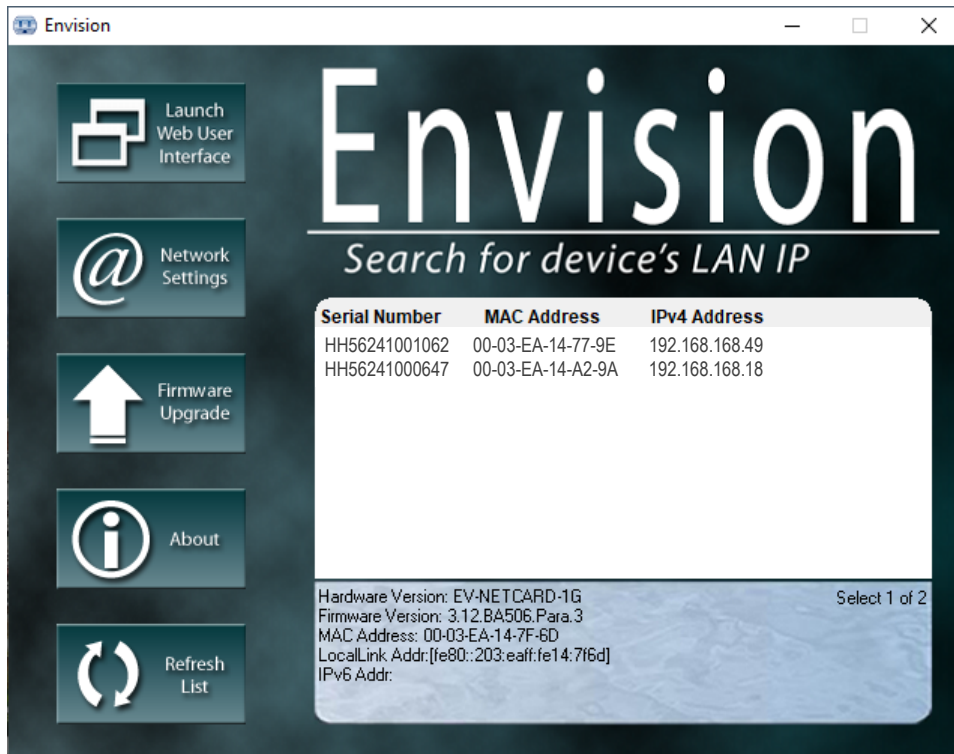 Envision
Launch
Web User
Interface
Network
Settings
Firmware
Upgrade
About
Refresh
List
Envision
Search for device's LAN IP
Serial Number MAC Address IPv4 Address
HH56241001062 00-03-EA-14-77-9E 192.168.168.49
HH56241000647 00-03-EA-14-A2-9A 192.168.168.18
Hardware Version: EV-NETCARD-1G Select 1 of 2
Firmware Version: 3.12.BA506.Para.3
MAC Address: 00-03-EA-14-7F-6D
LocalLink Addr:[fe80::203:eaff:fe14:7f6d]
IPv6 Addr: